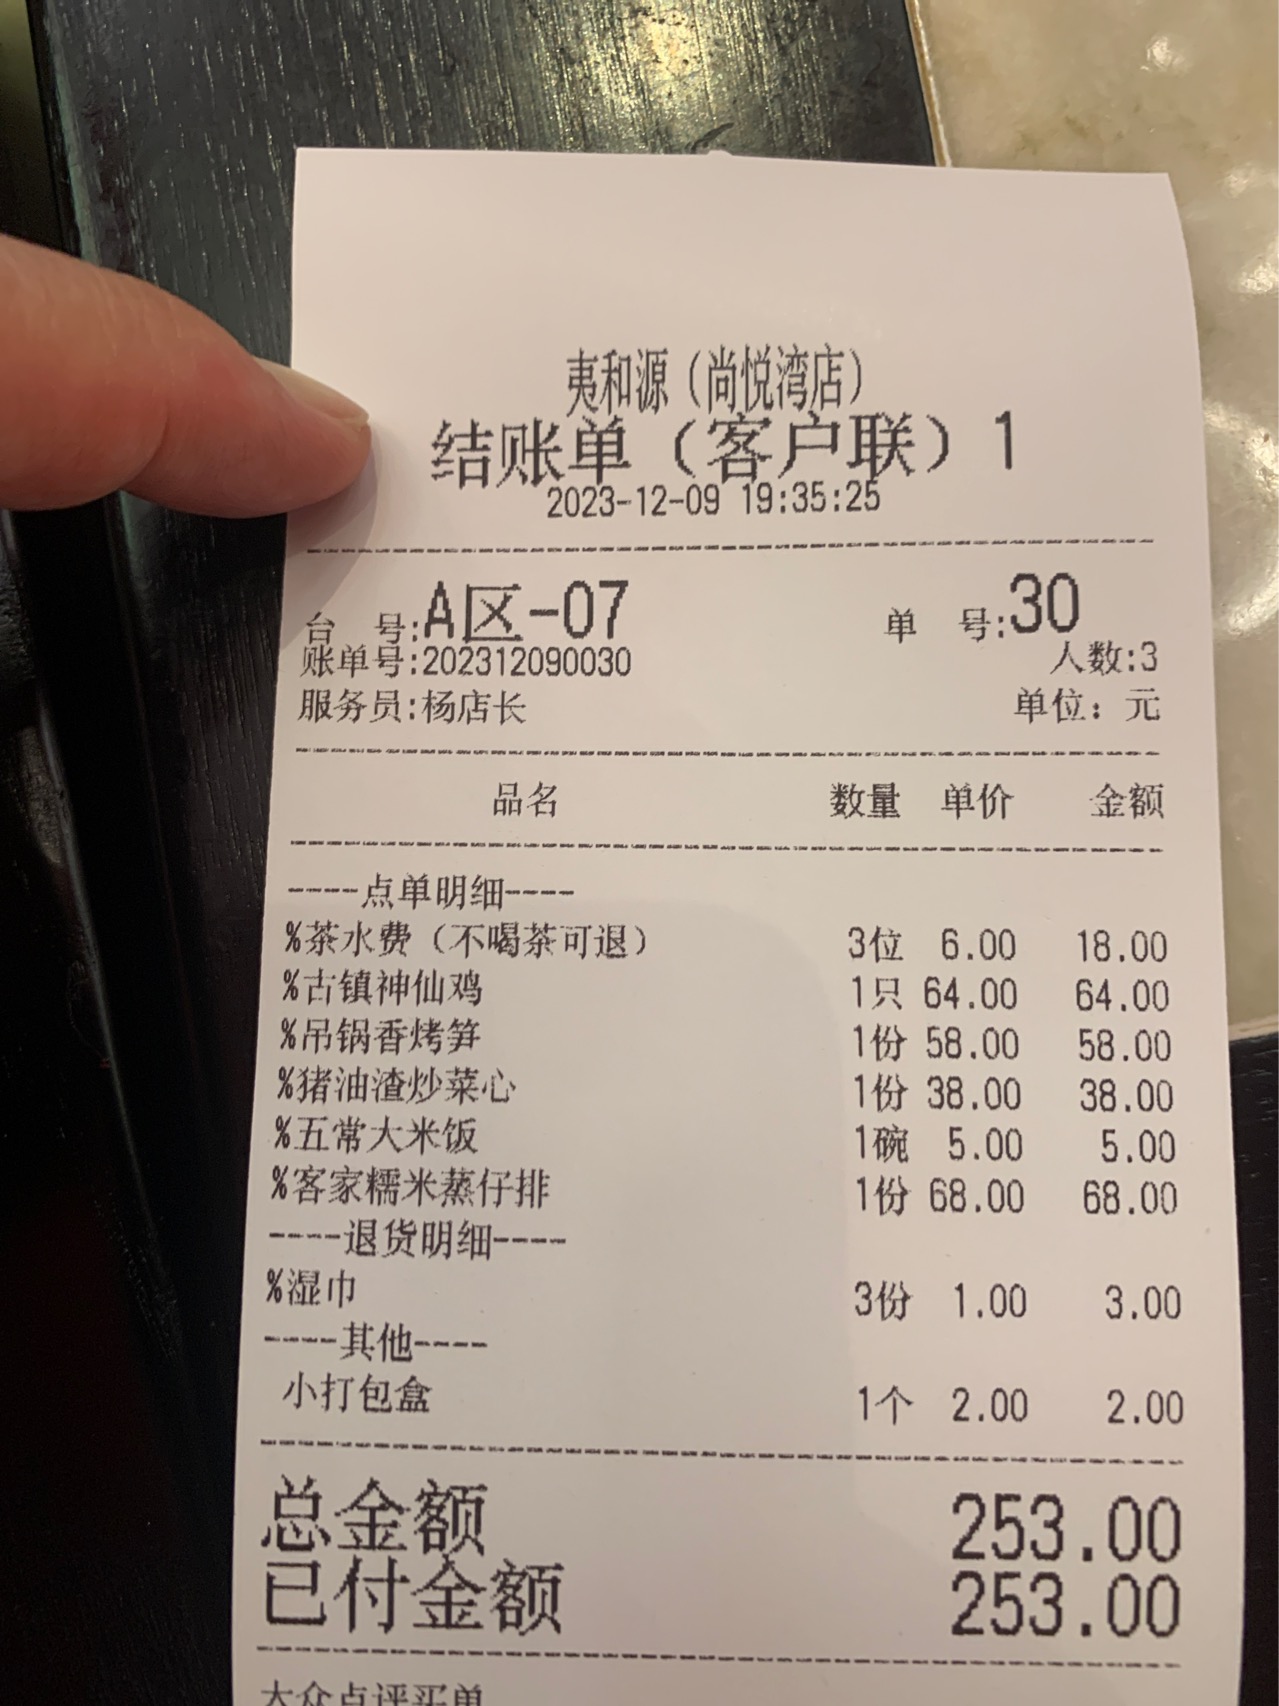 夷和源（尚悦湾店）
结账单（客户联）1
2023-12-09 19:35:25
台 号:A区-07 单 号:30
账单号:202312090030 人数:3
服务员:杨店长 单位：元
品名 数量 单价 金额
----点单明细----
%茶水费（不喝茶可退） 3位 6.00 18.00
%古镇神仙鸡 1只 64.00 64.00
%吊锅香烤笋 1份 58.00 58.00
%猪油渣炒菜心 1份 38.00 38.00
%五常大米饭 1碗 5.00 5.00
%客家糯米蒸仔排 1份 68.00 68.00
----退货明细----
%湿巾 3份 1.00 3.00
----其他----
小打包盒 1个 2.00 2.00
总金额 253.00
已付金额 253.00
大众点评买单